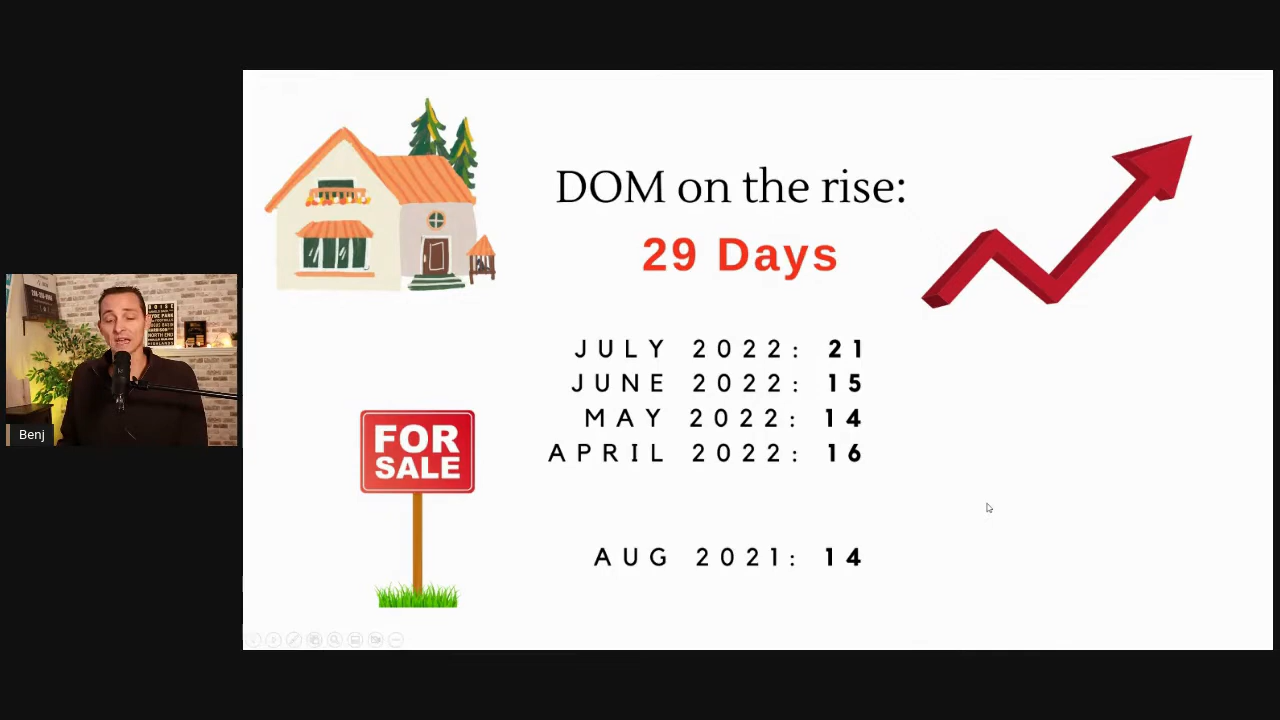 DOM on the rise:
29 Days
JULY 2022: 21
JUNE 2022: 15
MAY 2022: 14
APRIL 2022: 16
AUG 2021: 14
FOR
SALE
Benj